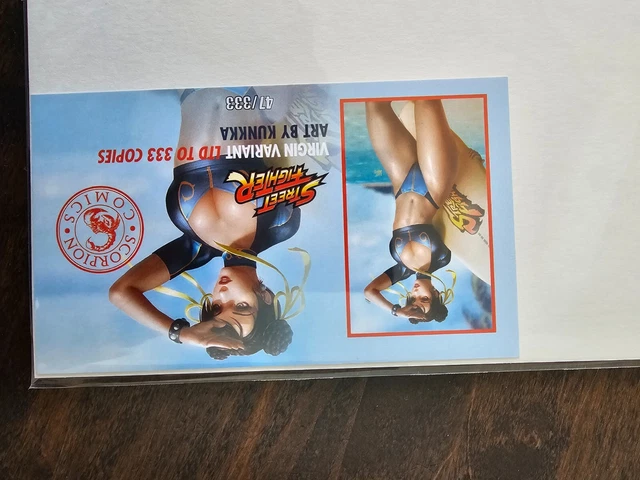 STREET
FIGHTER
VIRGIN VARIANT LTD TO 333 COPIES
ART BY KUNKKA
41/333
SCORPION
COMICS